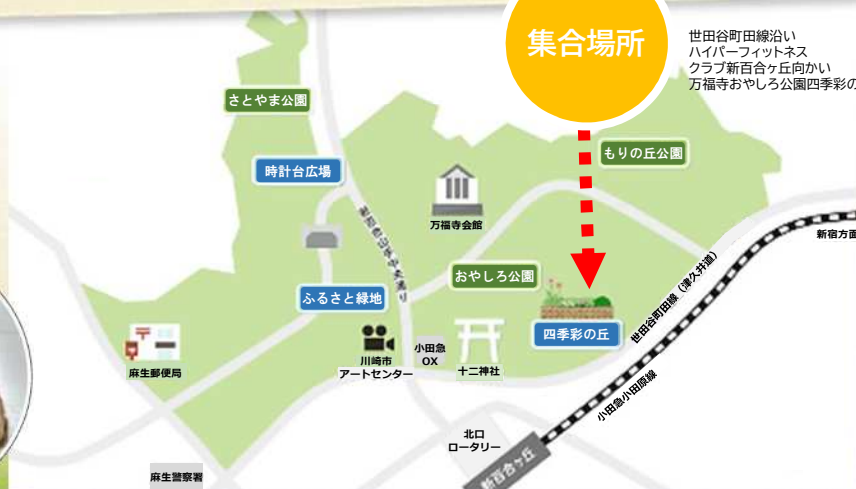 集合場所
世田谷町田線沿い
ハイパーフィットネス
クラブ新百合ヶ丘向かい
万福寺おやしろ公園四季彩の
さとやま公園
もりの丘公園
時計台広場
万福寺会館
新宿方面
おやしろ公園
ふるさと緑地
世田谷町田線（津久井道）
四季彩の丘
麻生郵便局
川崎市
アートセンター
小田急
OX
十二神社
小田急小田原線
北口
ロータリー
新百合ヶ丘
麻生警察署